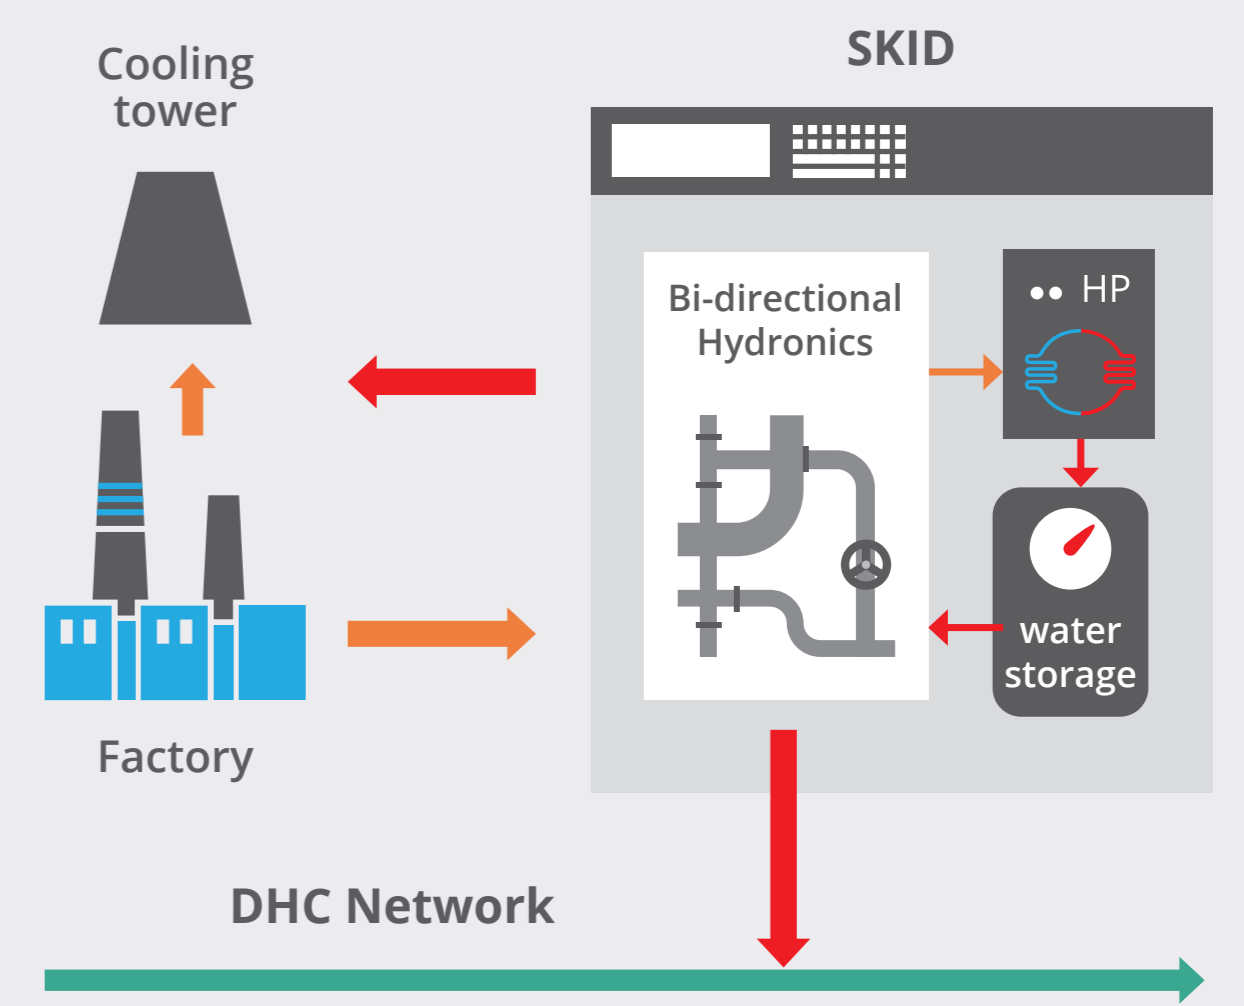 Cooling
tower
SKID
Bi-directional
Hydronics
HP
water
storage
Factory
DHC Network